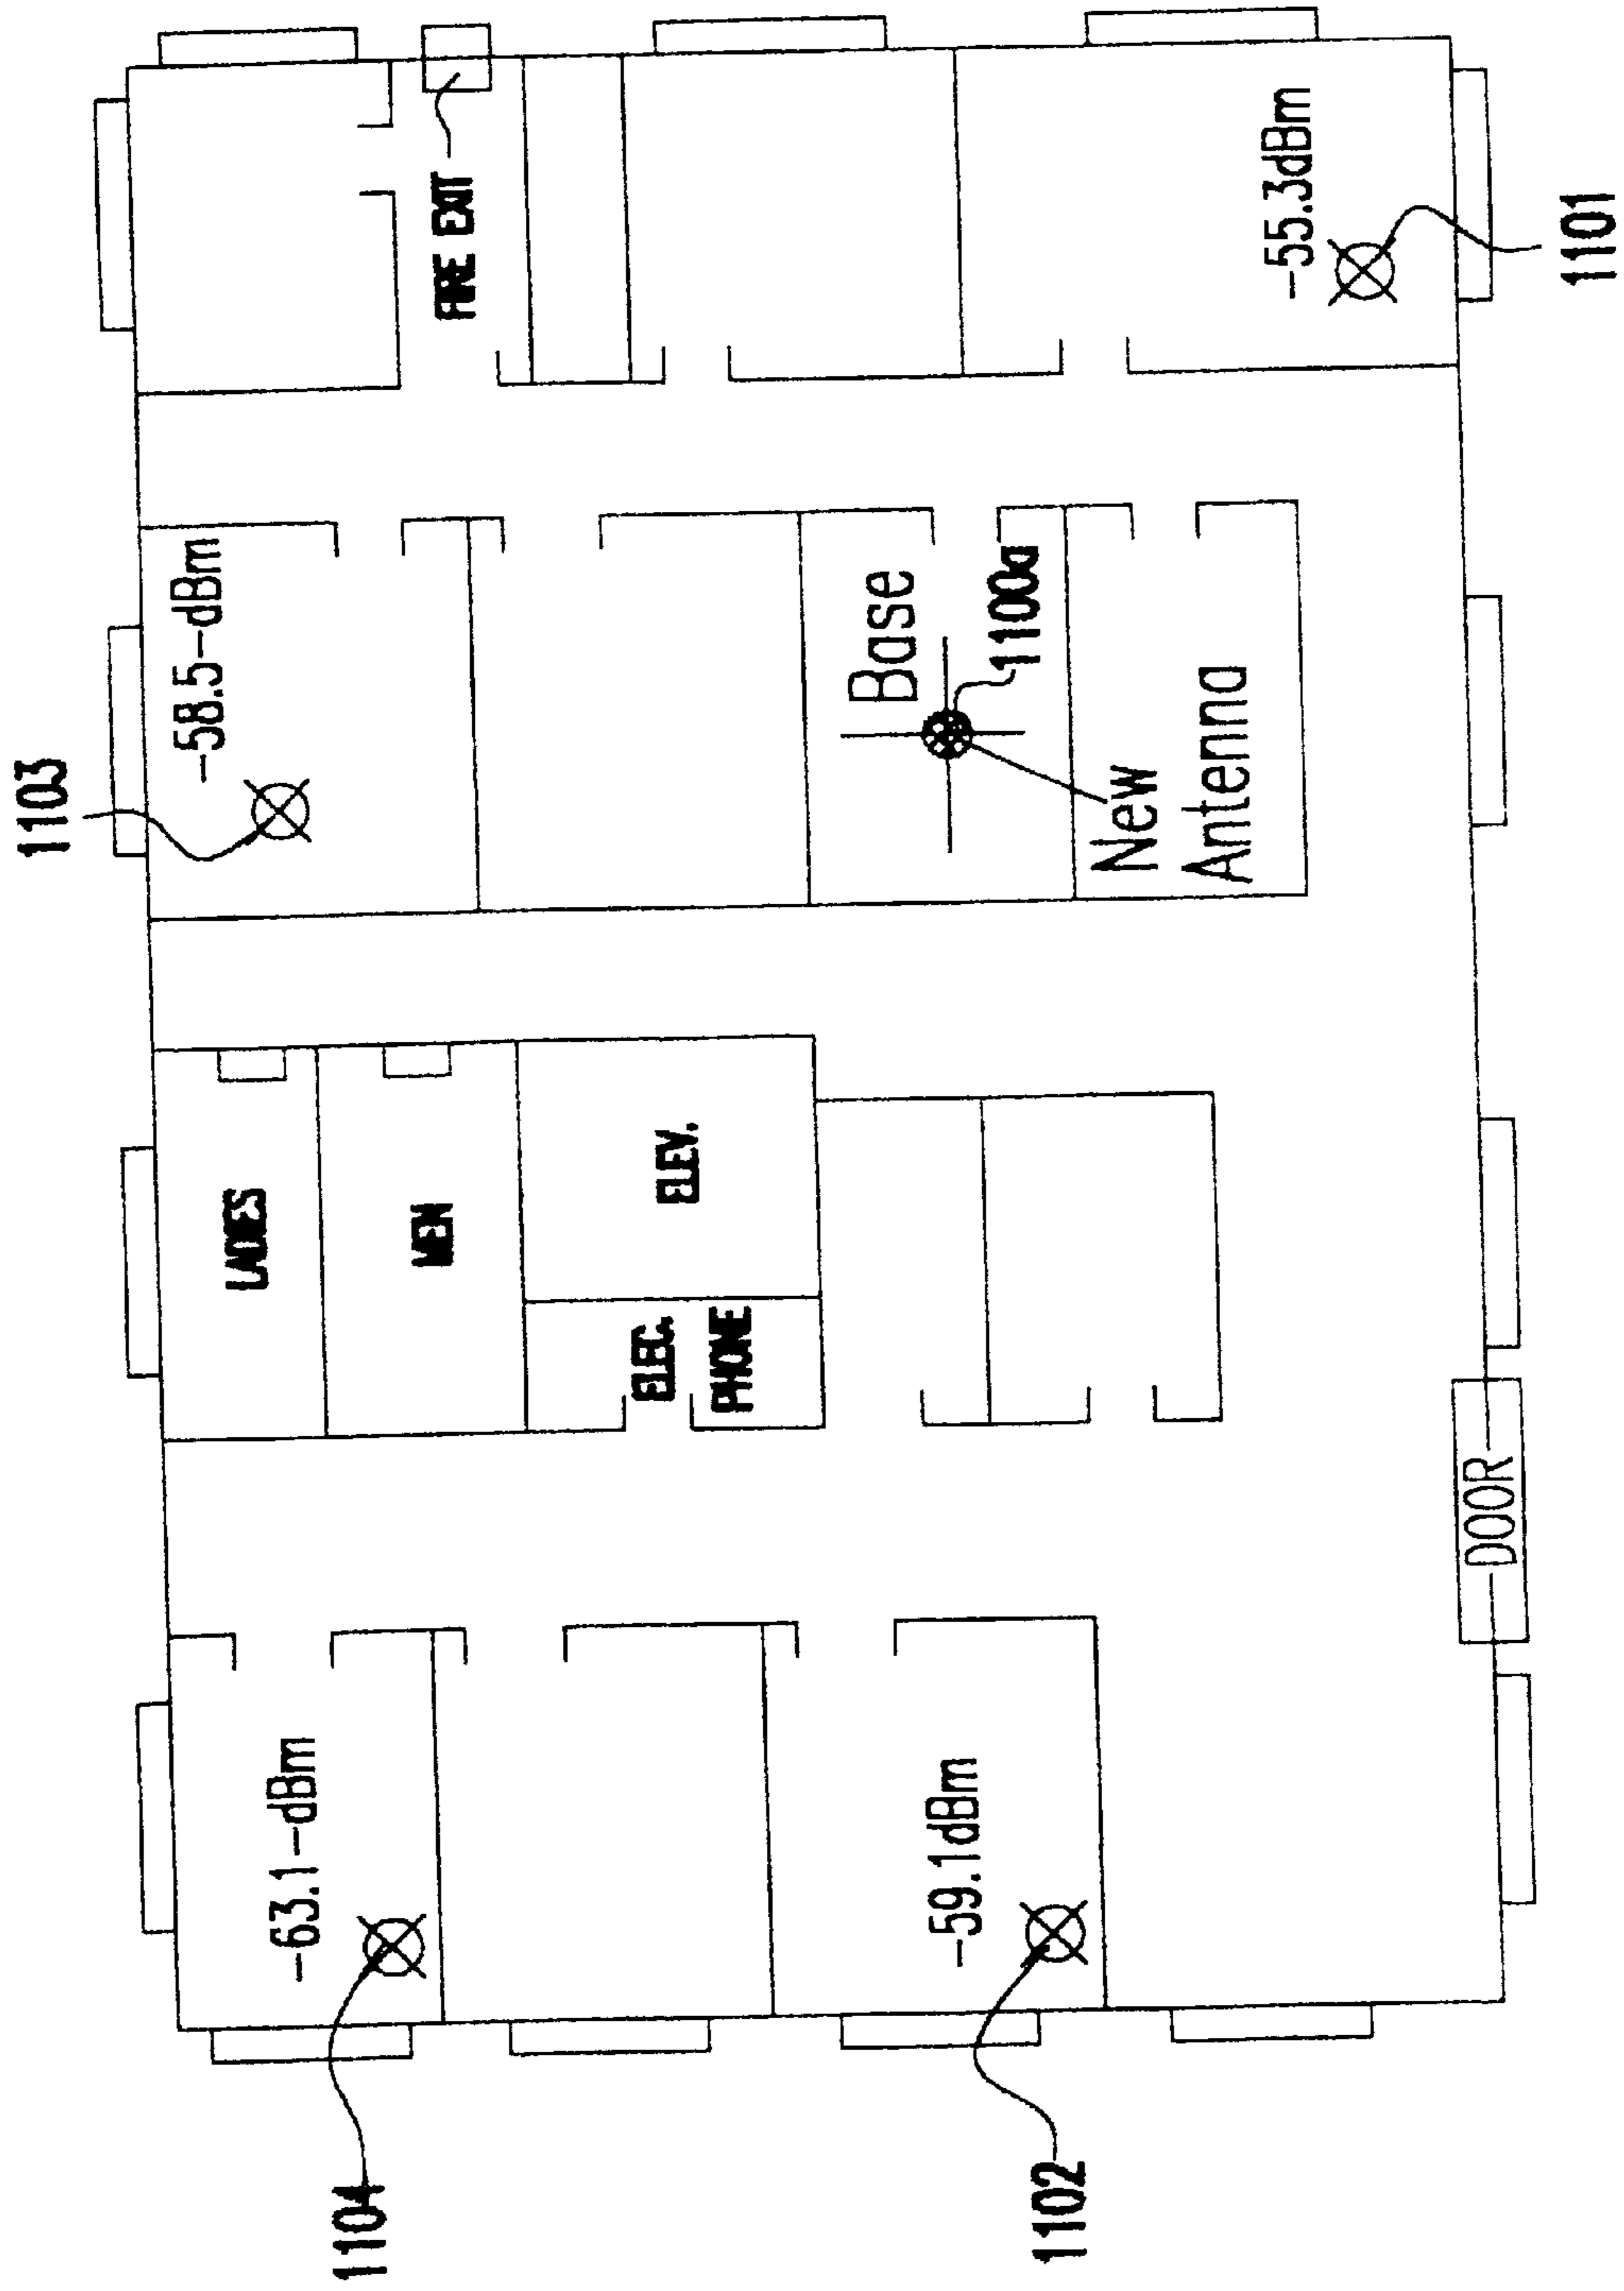 1103
-58.5-dBm
LADIES
-63.1-dBm
1104
MEN
FIRE EXIT
ELEC.
PHONE
ELEV.
Base
-59.1dBm
1100a
1102
New
Antenna
-55.3dBm
DOOR
1101